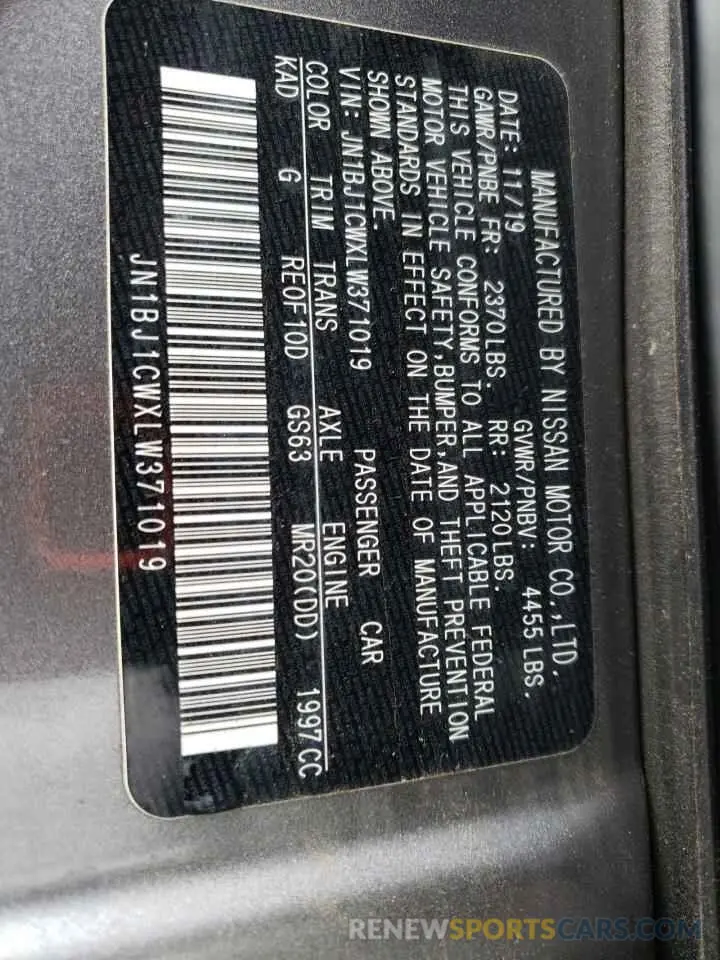 MANUFACTURED BY NISSAN MOTOR CO.,LTD.
DATE: 11/19 GVWR/PNBV: 4455 LBS.
GAWR/PNBE FR: 2370LBS. RR: 2120LBS.
THIS VEHICLE CONFORMS TO ALL APPLICABLE FEDERAL
MOTOR VEHICLE SAFETY,BUMPER,AND THEFT PREVENTION
STANDARDS IN EFFECT ON THE DATE OF MANUFACTURE
SHOWN ABOVE.
VIN: JN1BJ1CWXLW371019 PASSENGER CAR
COLOR TRIM TRANS AXLE ENGINE
KAD G RE0F10D GS63 MR20(DD) 1997CC
JN1BJ1CWXLW371019
RENEWSPORTSCARS.COM